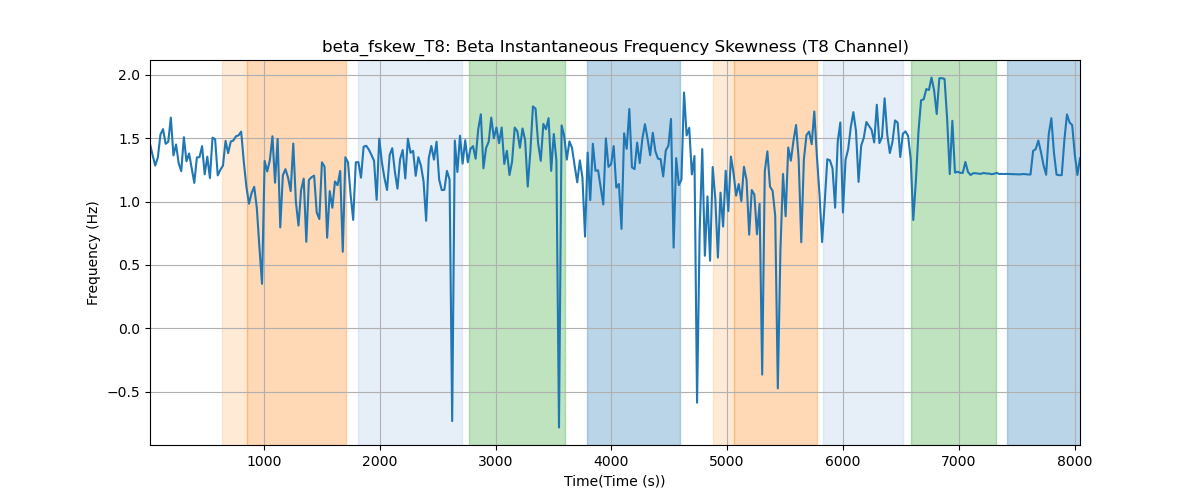 beta_fskew_T8: Beta Instantaneous Frequency Skewness (T8 Channel)
Frequency (Hz)
2.0
1.5
1.0
0.5
0.0
−0.5
1000 2000 3000 4000 5000 6000 7000 8000
Time(Time (s))